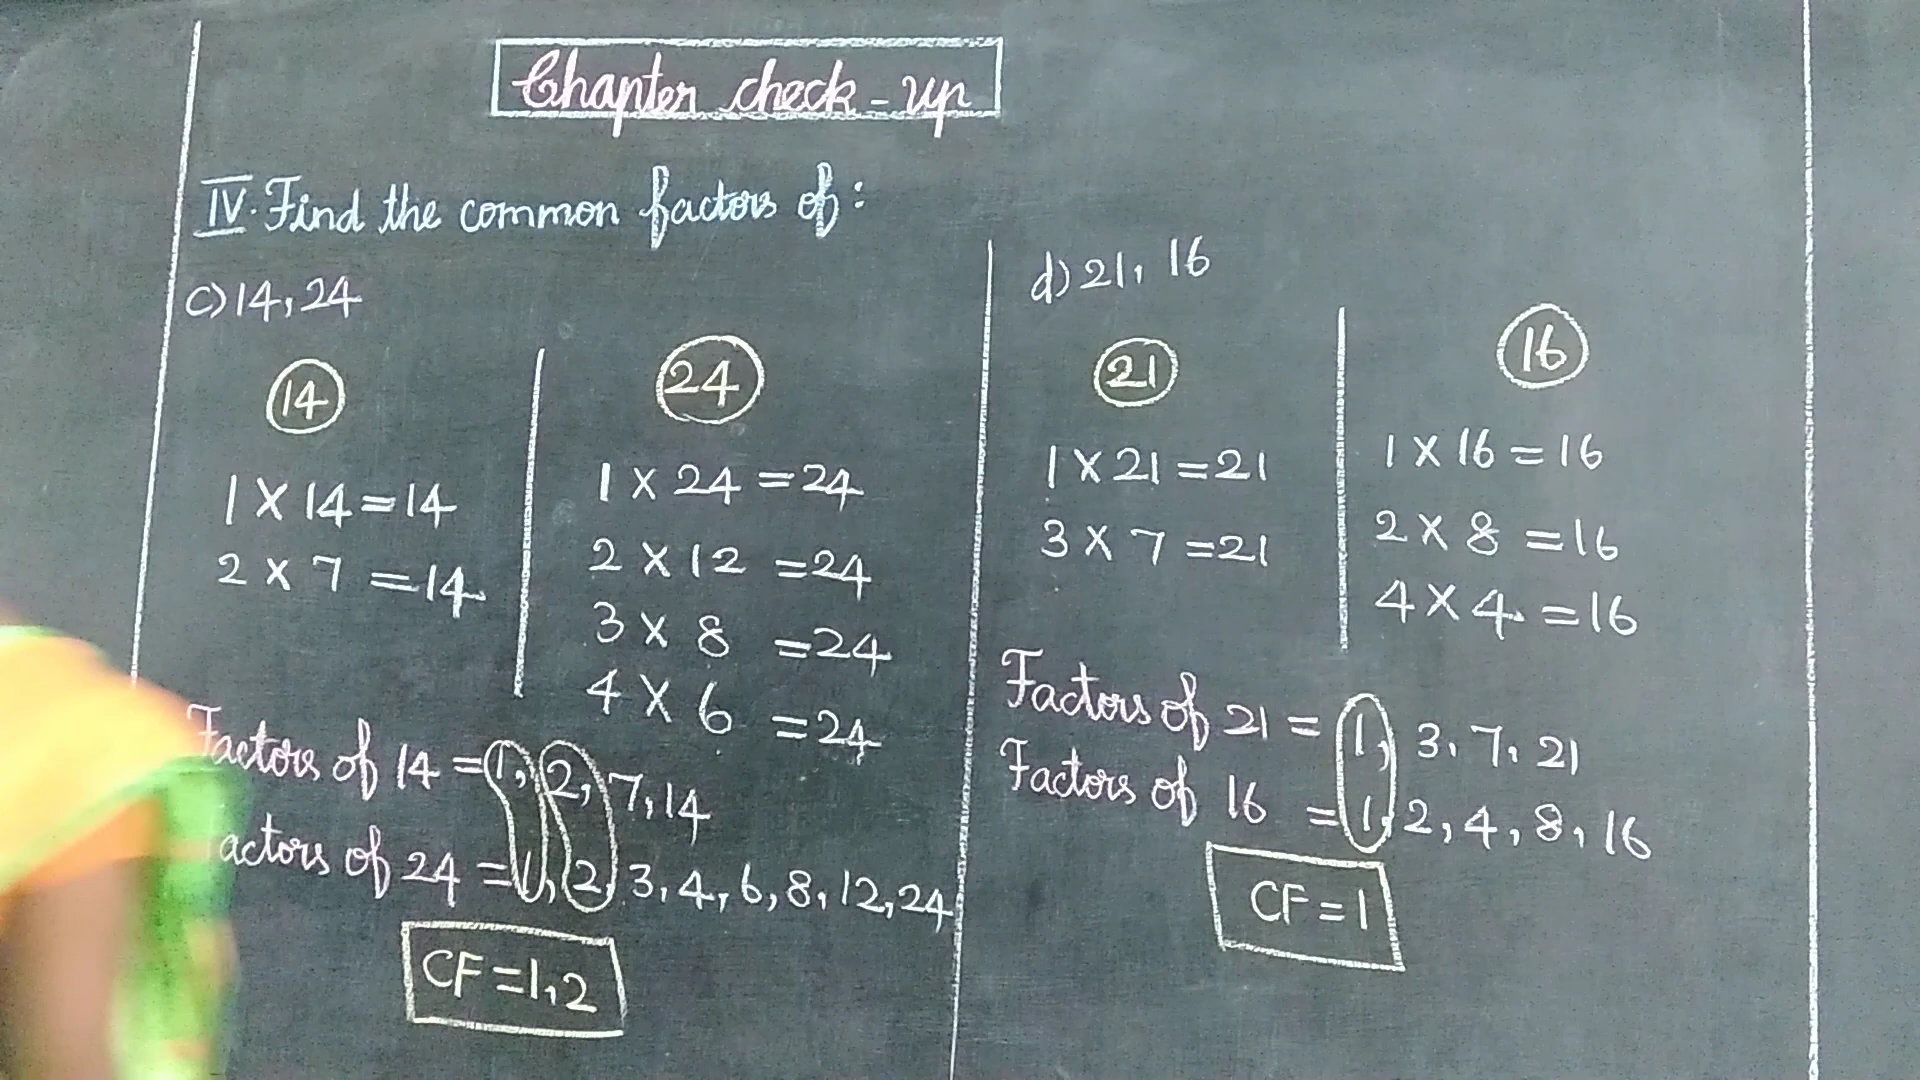 Chapter check-up
IV. Find the common factors of:
c) 14, 24
14
1 X 14 = 14
2 X 7 = 14
24
1 X 24 = 24
2 X 12 = 24
3 X 8 = 24
4 X 6 = 24
Factors of 14 = 1, 2, 7, 14
actors of 24 = 1, 2, 3, 4, 6, 8, 12, 24
CF = 1, 2
d) 21, 16
21
1 X 21 = 21
3 X 7 = 21
16
1 X 16 = 16
2 X 8 = 16
4 X 4 = 16
Factors of 21 = 1, 3, 7, 21
Factors of 16 = 1, 2, 4, 8, 16
CF = 1